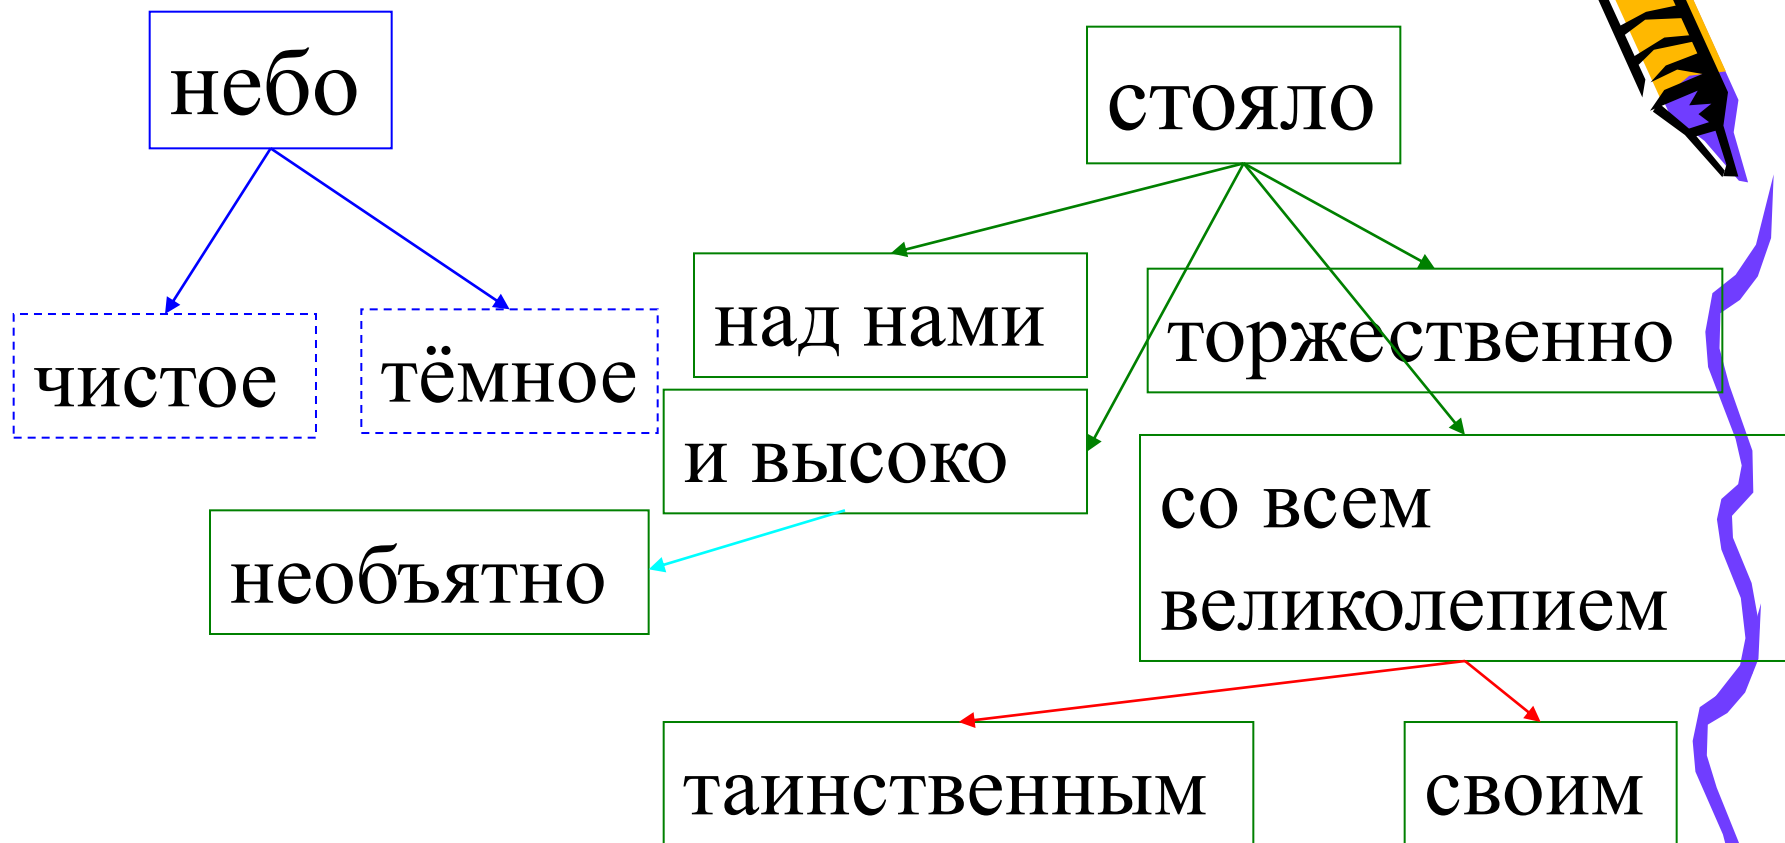 небо
стояло
над нами
торжественно
чистое
тёмное
и высоко
со всем
великолепием
необъятно
таинственным
своим